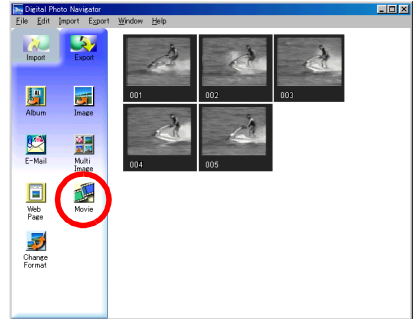 Digital Photo Navigator
File Edit Import Export Window Help
Import Export
001 002 003
Album Image
004 005
E-Mail Multi Image
Web Page Movie
Change Format